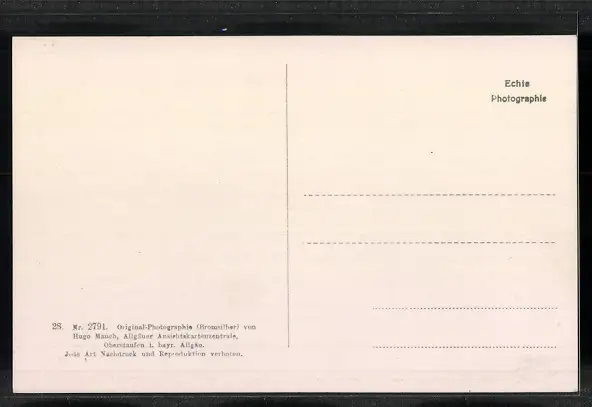 Echte
Photographie
28. Nr. 2791. Original-Photographie (Bromsilber) von
Hugo Mauch, Allgäuer Ansichtskartenzentrale,
Oberstaufen i. bayr. Allgäu.
Jede Art Nachdruck und Reproduktion verboten.